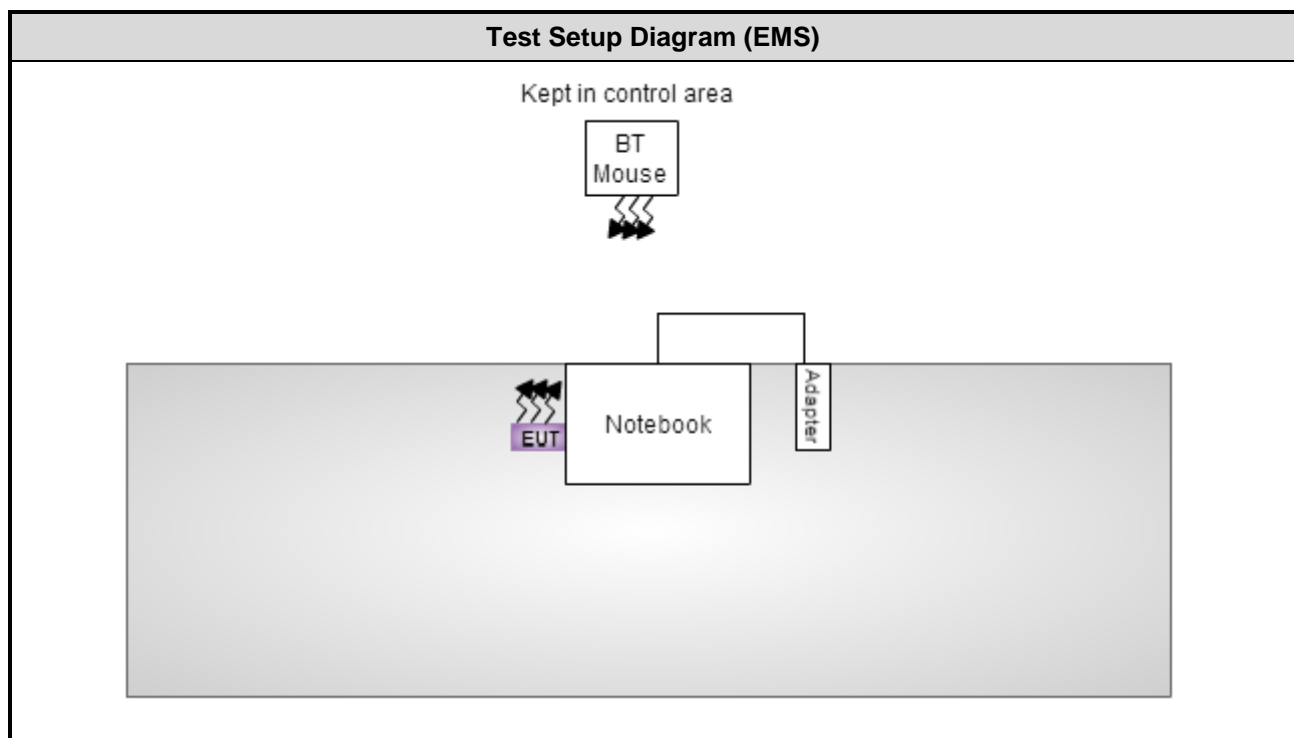 Test Setup Diagram (EMS)
Kept in control area
BT
Mouse
EUT
Notebook
Adapter